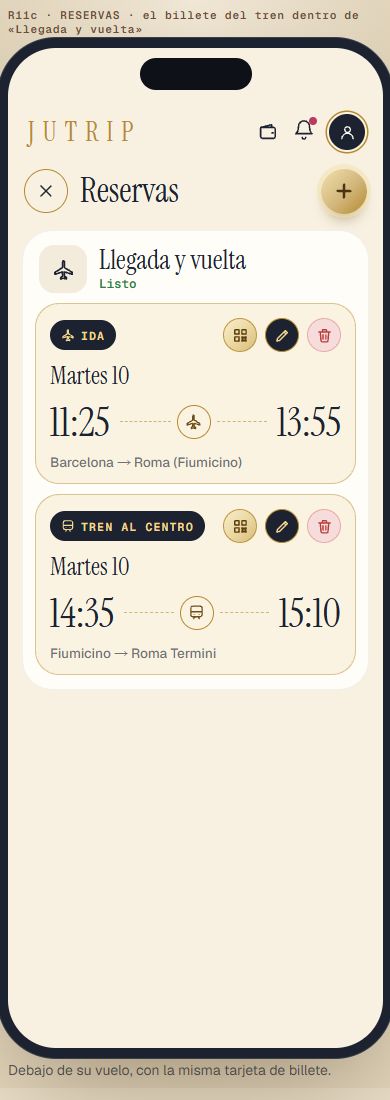 R11c · RESERVAS · el billete del tren dentro de
«Llegada y vuelta»
JUTRIP
Reservas
Llegada y vuelta
Listo
IDA
Martes 10
11:25 13:55
Barcelona → Roma (Fiumicino)
TREN AL CENTRO
Martes 10
14:35 15:10
Fiumicino → Roma Termini
Debajo de su vuelo, con la misma tarjeta de billete.